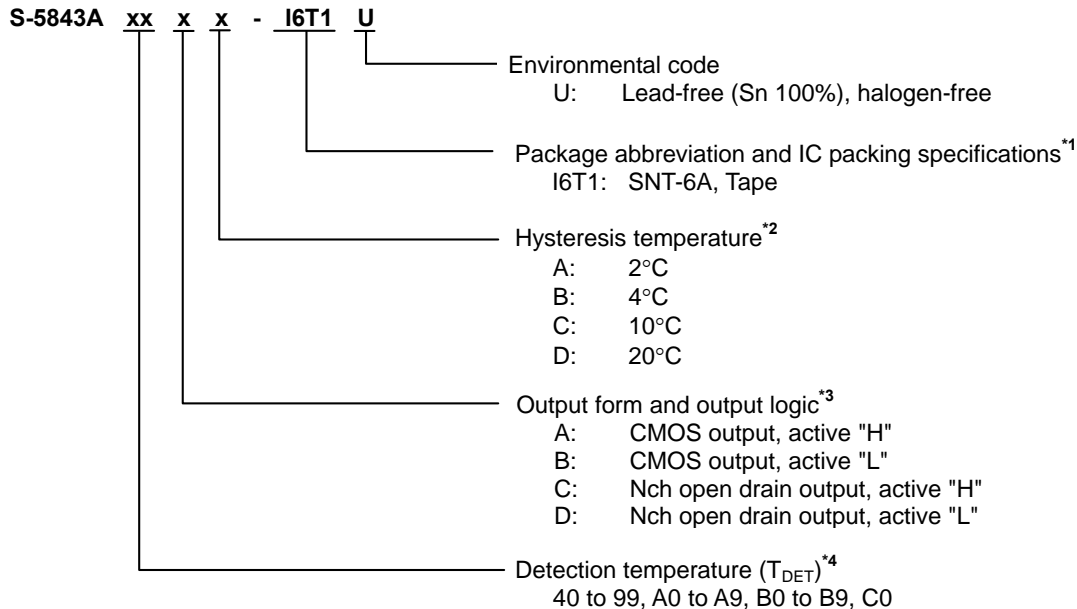 S-5843A xx x x - I6T1 U
Environmental code
U: Lead-free (Sn 100%), halogen-free
Package abbreviation and IC packing specifications*1
I6T1: SNT-6A, Tape
Hysteresis temperature*2
A: 2°C
B: 4°C
C: 10°C
D: 20°C
Output form and output logic*3
A: CMOS output, active "H"
B: CMOS output, active "L"
C: Nch open drain output, active "H"
D: Nch open drain output, active "L"
Detection temperature (TDET)*4
40 to 99, A0 to A9, B0 to B9, C0